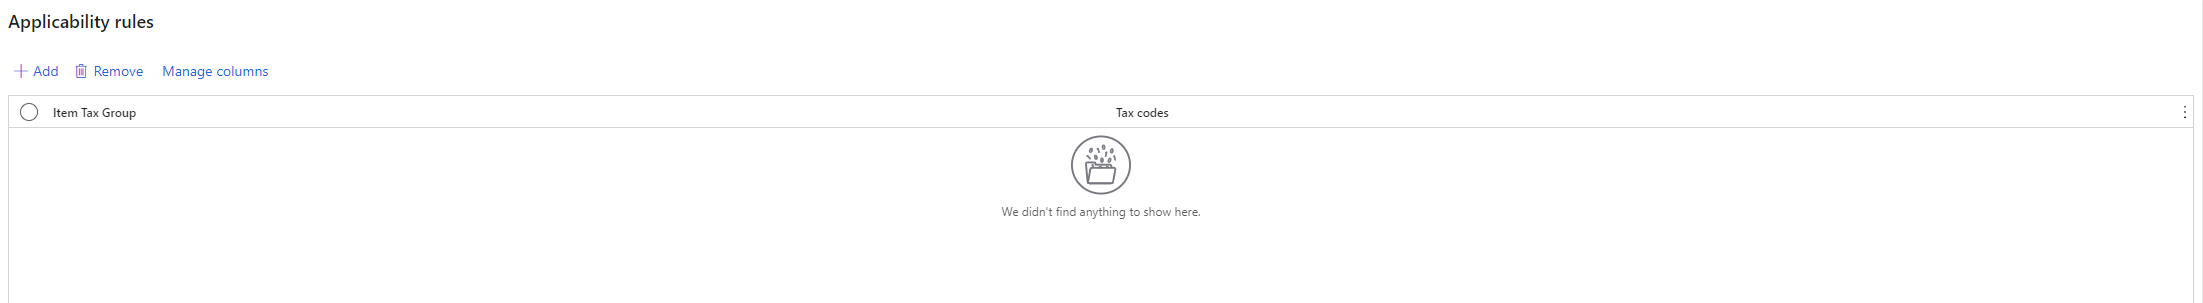 Applicability rules
Add Remove Manage columns
Item Tax Group Tax codes
We didn't find anything to show here.